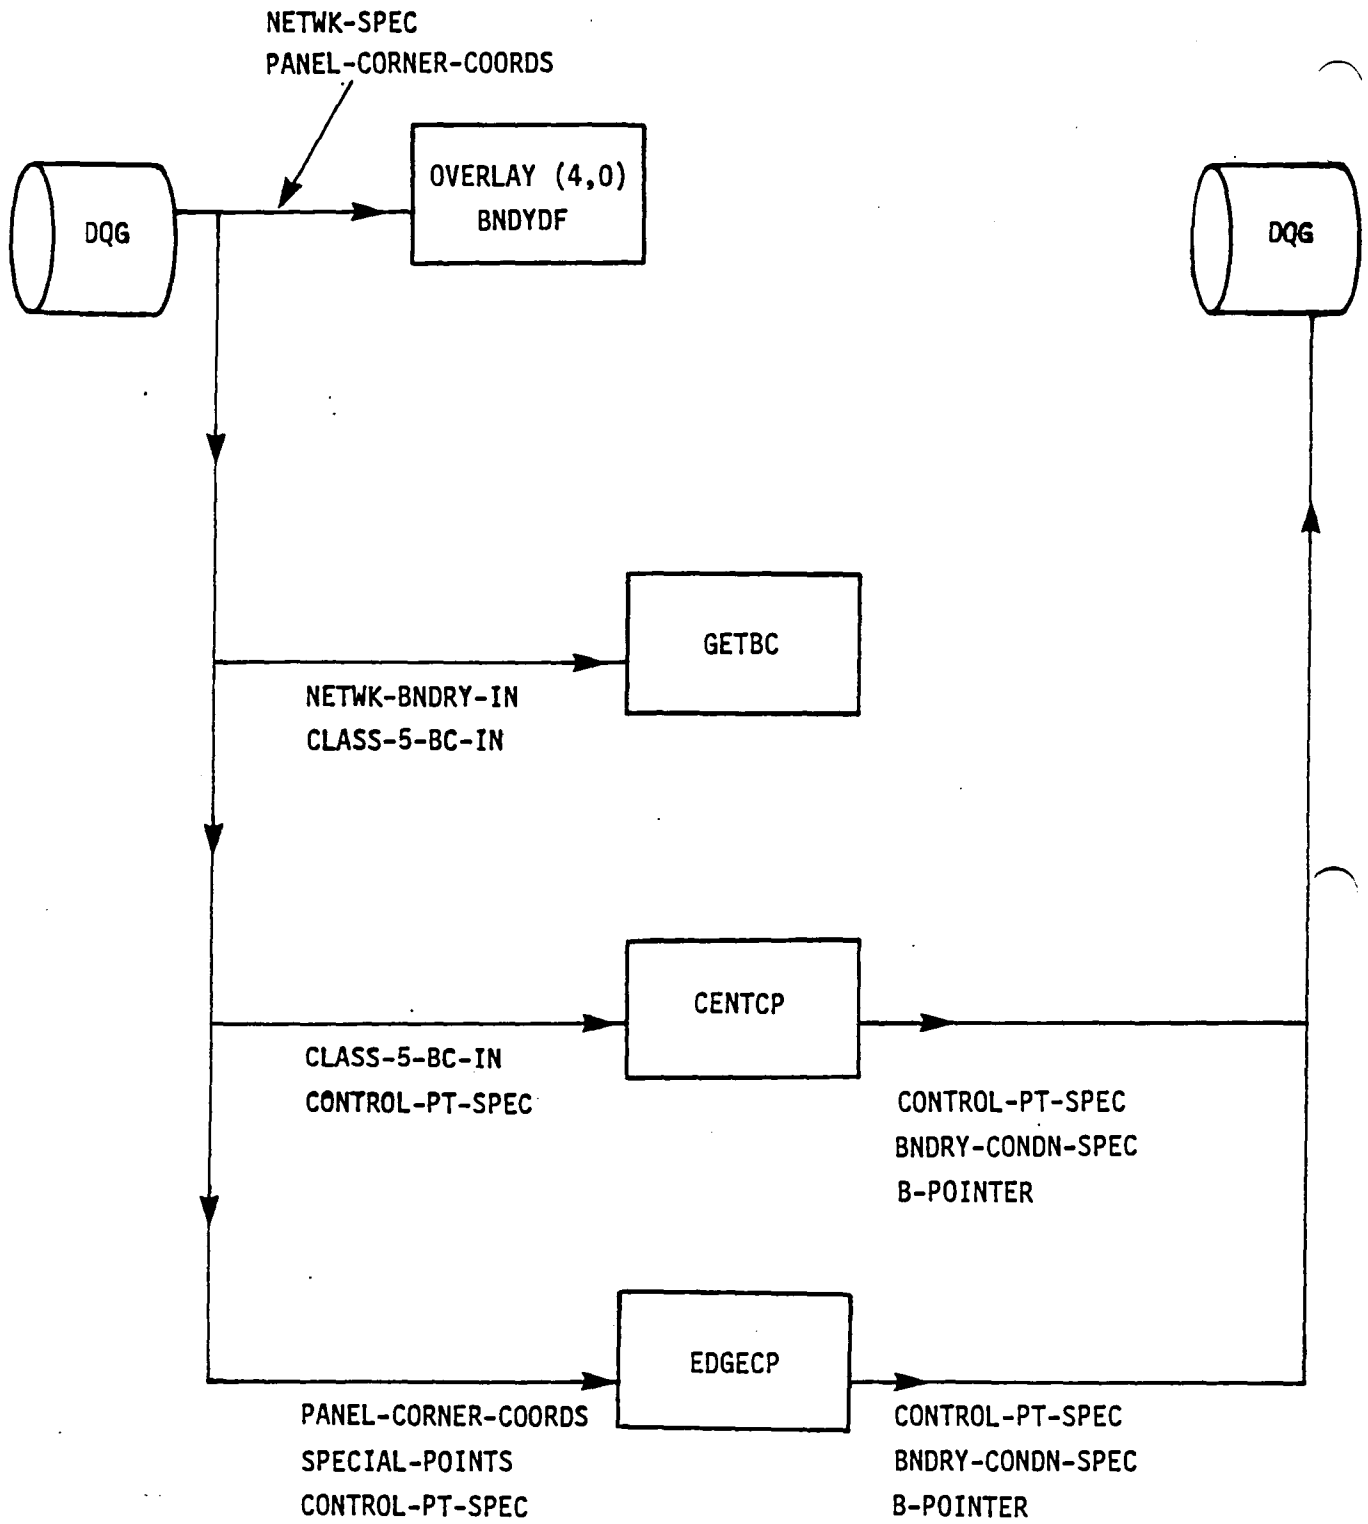 NETWK-SPEC
PANEL-CORNER-COORDS
OVERLAY (4,0)
BNDYDF
DQG
DQG
GETBC
NETWK-BNDRY-IN
CLASS-5-BC-IN
CENTCP
CLASS-5-BC-IN
CONTROL-PT-SPEC
CONTROL-PT-SPEC
BNDRY-CONDN-SPEC
B-POINTER
EDGECP
PANEL-CORNER-COORDS
SPECIAL-POINTS
CONTROL-PT-SPEC
CONTROL-PT-SPEC
BNDRY-CONDN-SPEC
B-POINTER